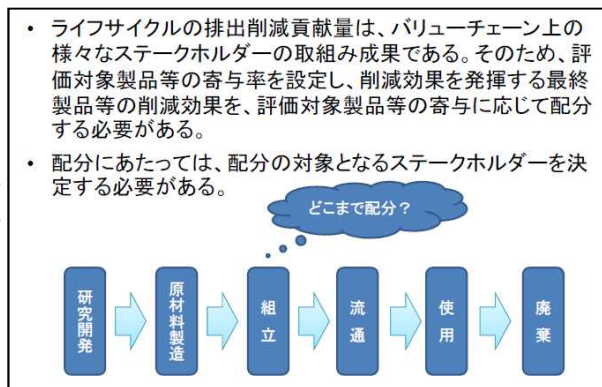 • ライフサイクルの排出削減貢献量は、バリューチェーン上の
様々なステークホルダーの取組み成果である。そのため、評
価対象製品等の寄与率を設定し、削減効果を発揮する最終
製品等の削減効果を、評価対象製品等の寄与に応じて配分
する必要がある。
• 配分にあたっては、配分の対象となるステークホルダーを決
定する必要がある。
どこまで配分？
研究開発
原材料製造
組立
流通
使用
廃棄